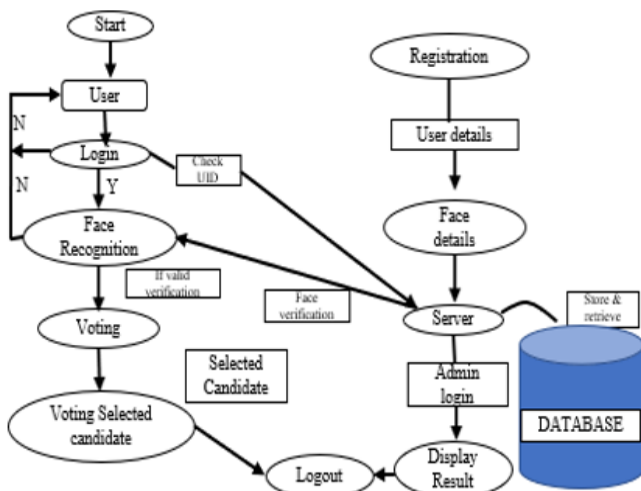 Start
Registration
User
N
User details
Login
Check
UID
N
Y
Face
Recognition
Face
details
If valid
verification
Face
verification
Store &
retrieve
Voting
Server
Selected
Candidate
Admin
login
Voting Selected
candidate
DATABASE
Logout
Display
Result